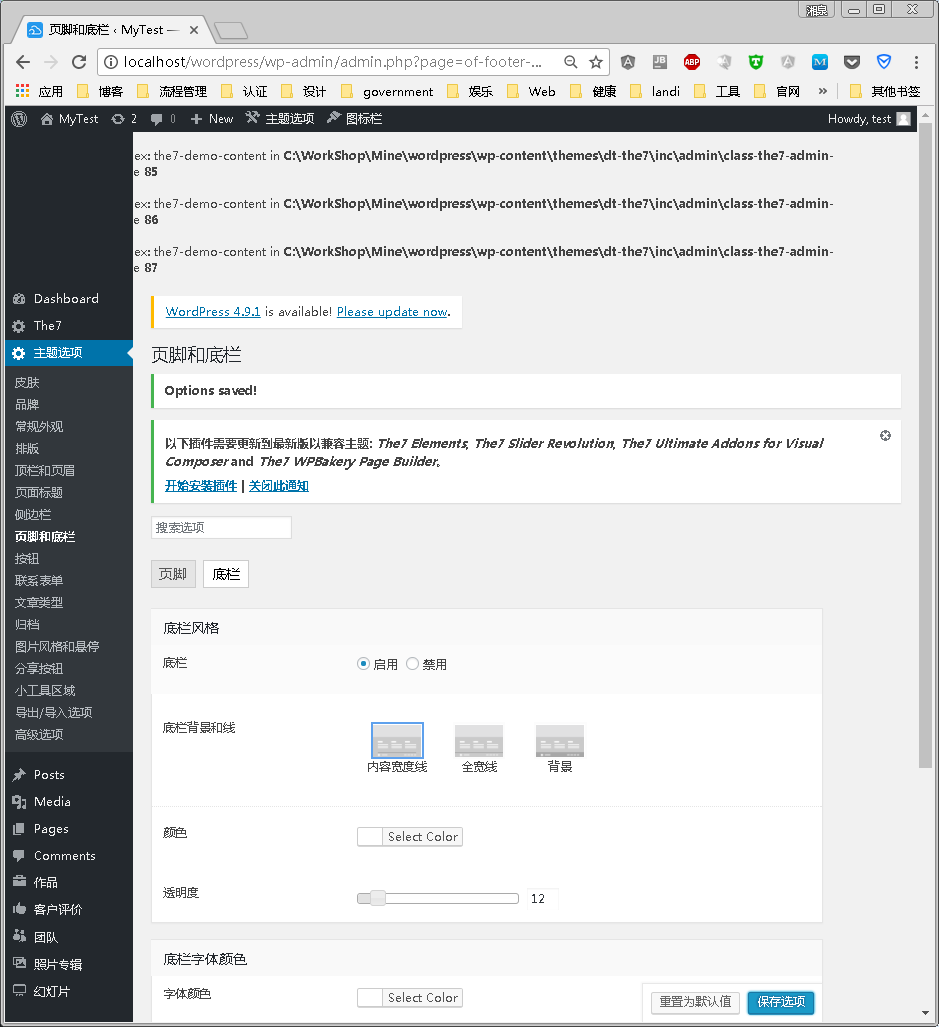 湘泉
页脚和底栏 ‹ MyTest —
localhost/wordpress/wp-admin/admin.php?page=of-footer-...
应用 博客 流程管理 认证 设计 government 娱乐 Web 健康 landi 工具 官网 » 其他书签
MyTest 2 0 New 主题选项 图标栏 Howdy, test
ex: the7-demo-content in C:\WorkShop\Mine\wordpress\wp-content\themes\dt-the7\inc\admin\class-the7-admin-
e 85
ex: the7-demo-content in C:\WorkShop\Mine\wordpress\wp-content\themes\dt-the7\inc\admin\class-the7-admin-
e 86
ex: the7-demo-content in C:\WorkShop\Mine\wordpress\wp-content\themes\dt-the7\inc\admin\class-the7-admin-
e 87
Dashboard
The7
主题选项
皮肤
品牌
常规外观
排版
顶栏和页眉
页面标题
侧边栏
页脚和底栏
按钮
联系表单
文章类型
归档
图片风格和悬停
分享按钮
小工具区域
导出/导入选项
高级选项
Posts
Media
Pages
Comments
作品
客户评价
团队
照片专辑
幻灯片
WordPress 4.9.1 is available! Please update now.
页脚和底栏
Options saved!
以下插件需要更新到最新版以兼容主题: The7 Elements, The7 Slider Revolution, The7 Ultimate Addons for Visual
Composer and The7 WPBakery Page Builder。
开始安装插件 | 关闭此通知
搜索选项
页脚 底栏
底栏风格
底栏 启用 禁用
底栏背景和线
内容宽度线 全宽线 背景
颜色 Select Color
透明度 12
底栏字体颜色
字体颜色 Select Color
重置为默认值 保存选项